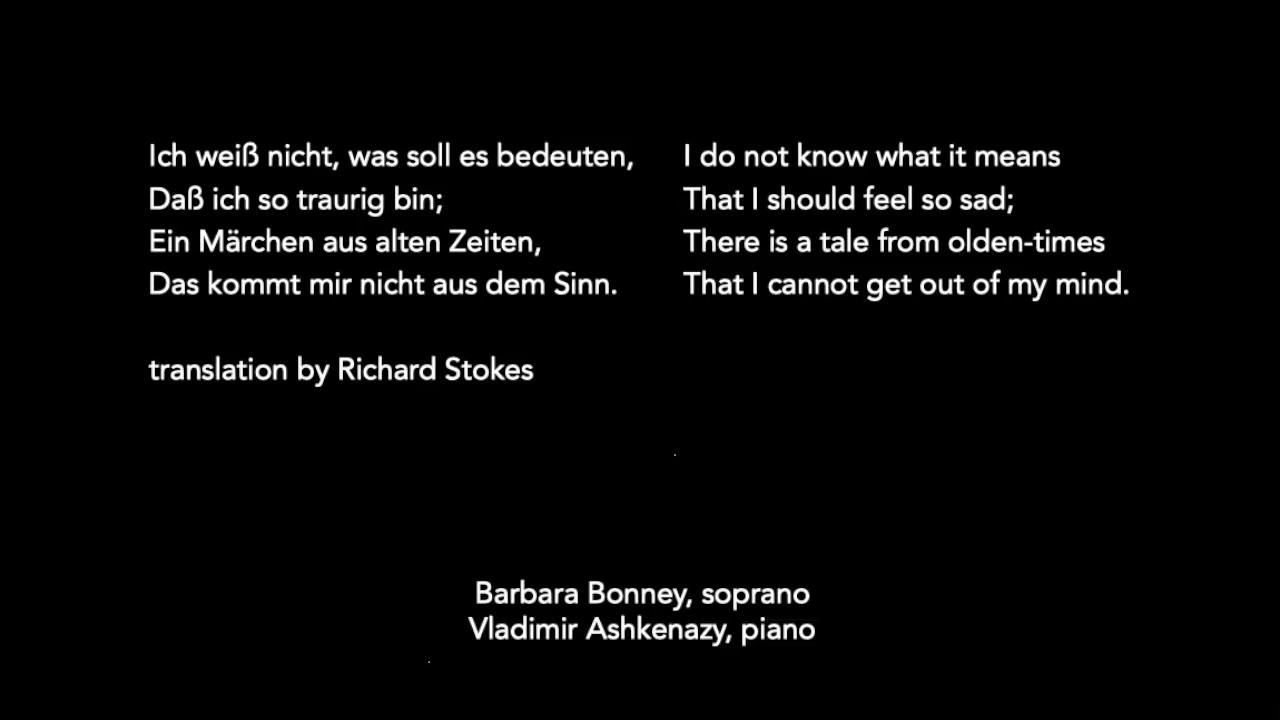 Ich weiß nicht, was soll es bedeuten,
Daß ich so traurig bin;
Ein Märchen aus alten Zeiten,
Das kommt mir nicht aus dem Sinn.
I do not know what it means
That I should feel so sad;
There is a tale from olden-times
That I cannot get out of my mind.
translation by Richard Stokes
Barbara Bonney, soprano
Vladimir Ashkenazy, piano